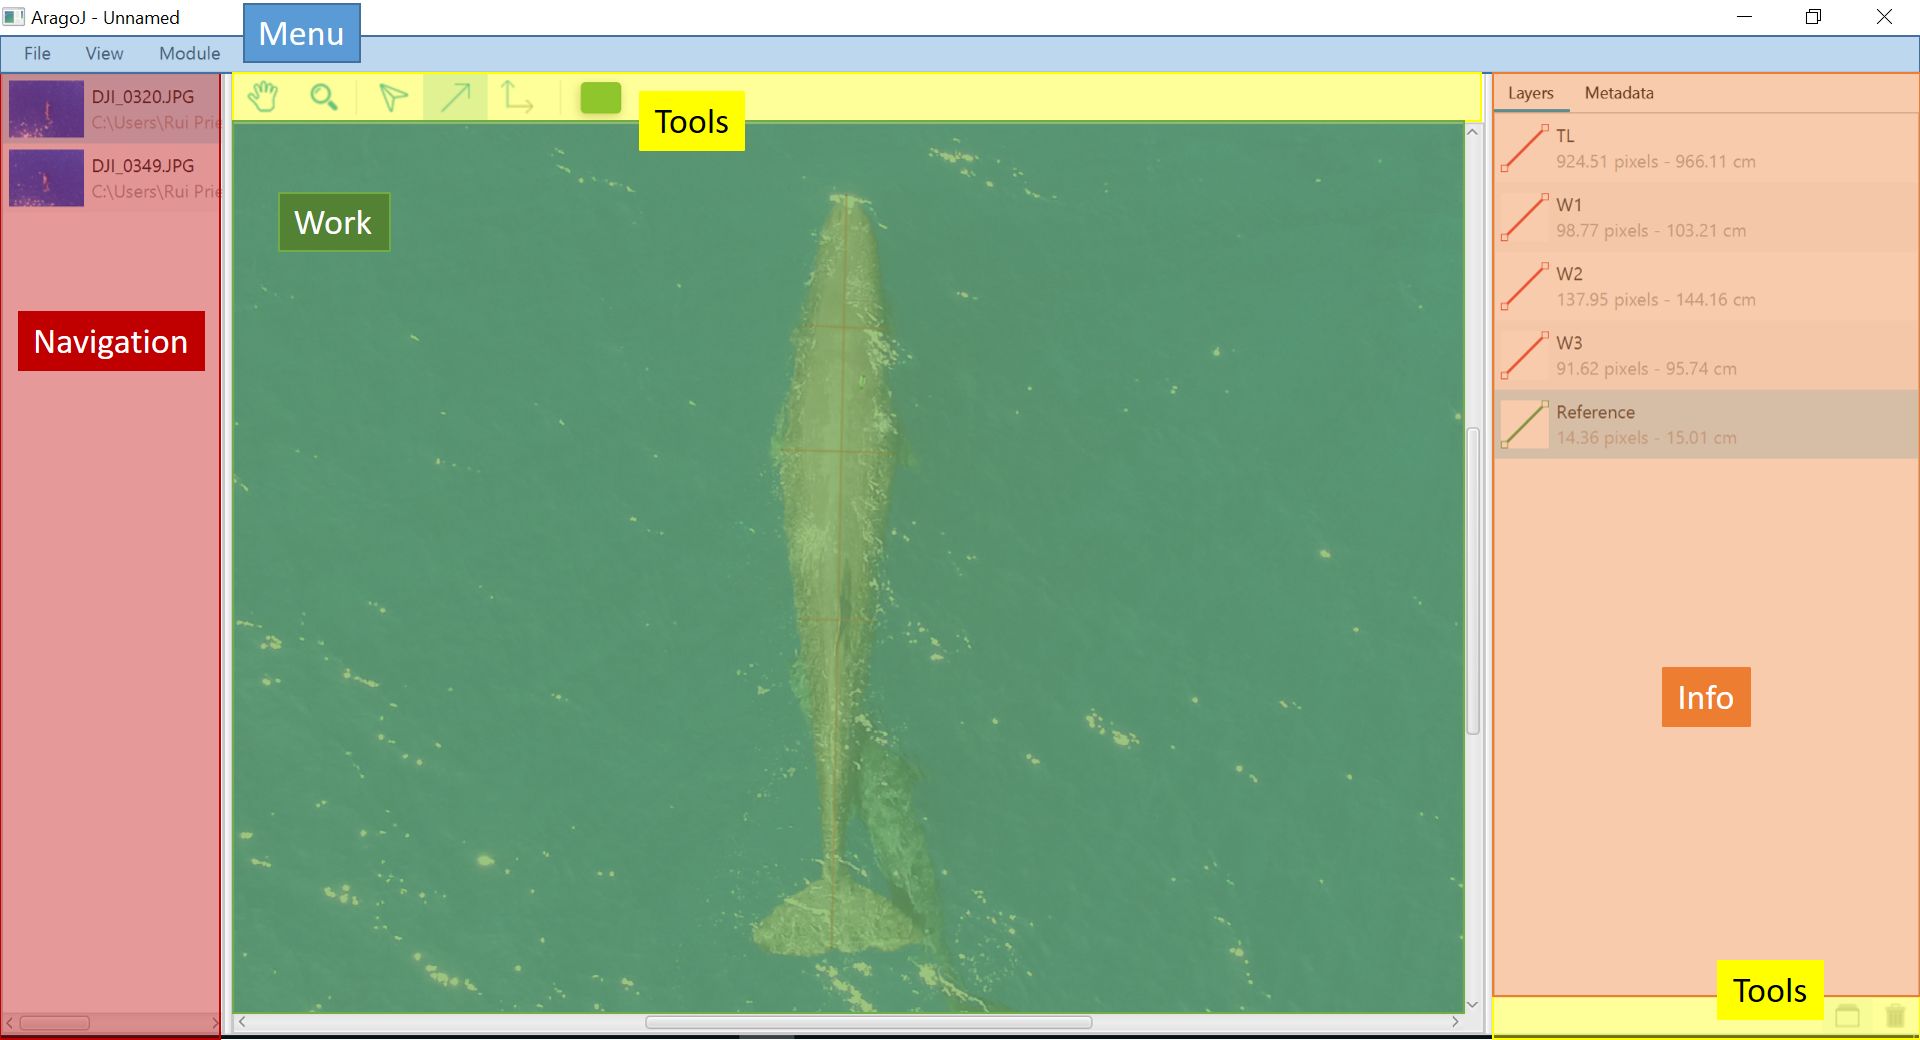 AragoJ - Unnamed
Menu
File View Module
DJI_0320.JPG
C:\Users\Rui Prie
DJI_0349.JPG
C:\Users\Rui Prie
Navigation
Tools
Work
Layers Metadata
TL
924.51 pixels - 966.11 cm
W1
98.77 pixels - 103.21 cm
W2
137.95 pixels - 144.16 cm
W3
91.62 pixels - 95.74 cm
Reference
14.36 pixels - 15.01 cm
Info
Tools